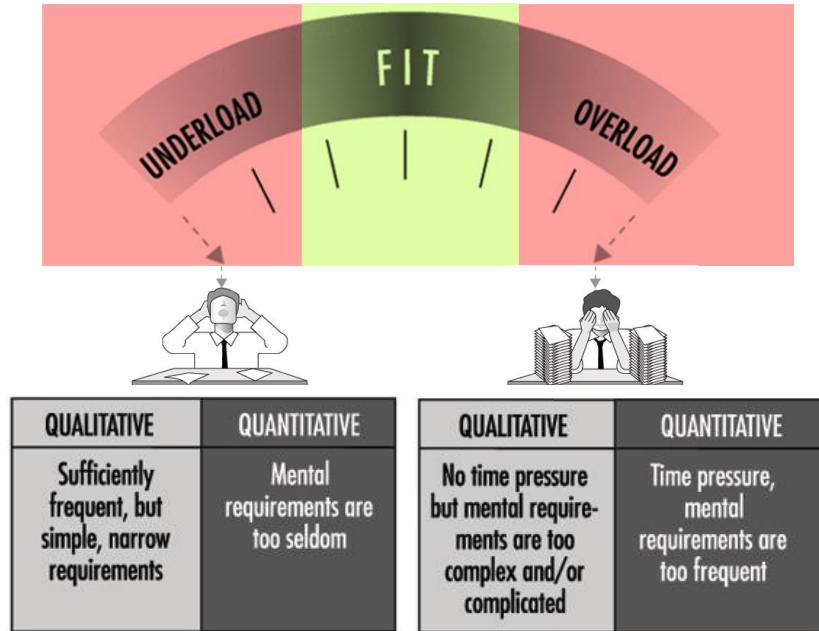 UNDERLOAD
FIT
OVERLOAD
QUALITATIVE
Sufficiently
frequent, but
simple, narrow
requirements
QUANTITATIVE
Mental
requirements are
too seldom
QUALITATIVE
No time pressure
but mental require-
ments are too
complex and/or
complicated
QUANTITATIVE
Time pressure,
mental
requirements are
too frequent